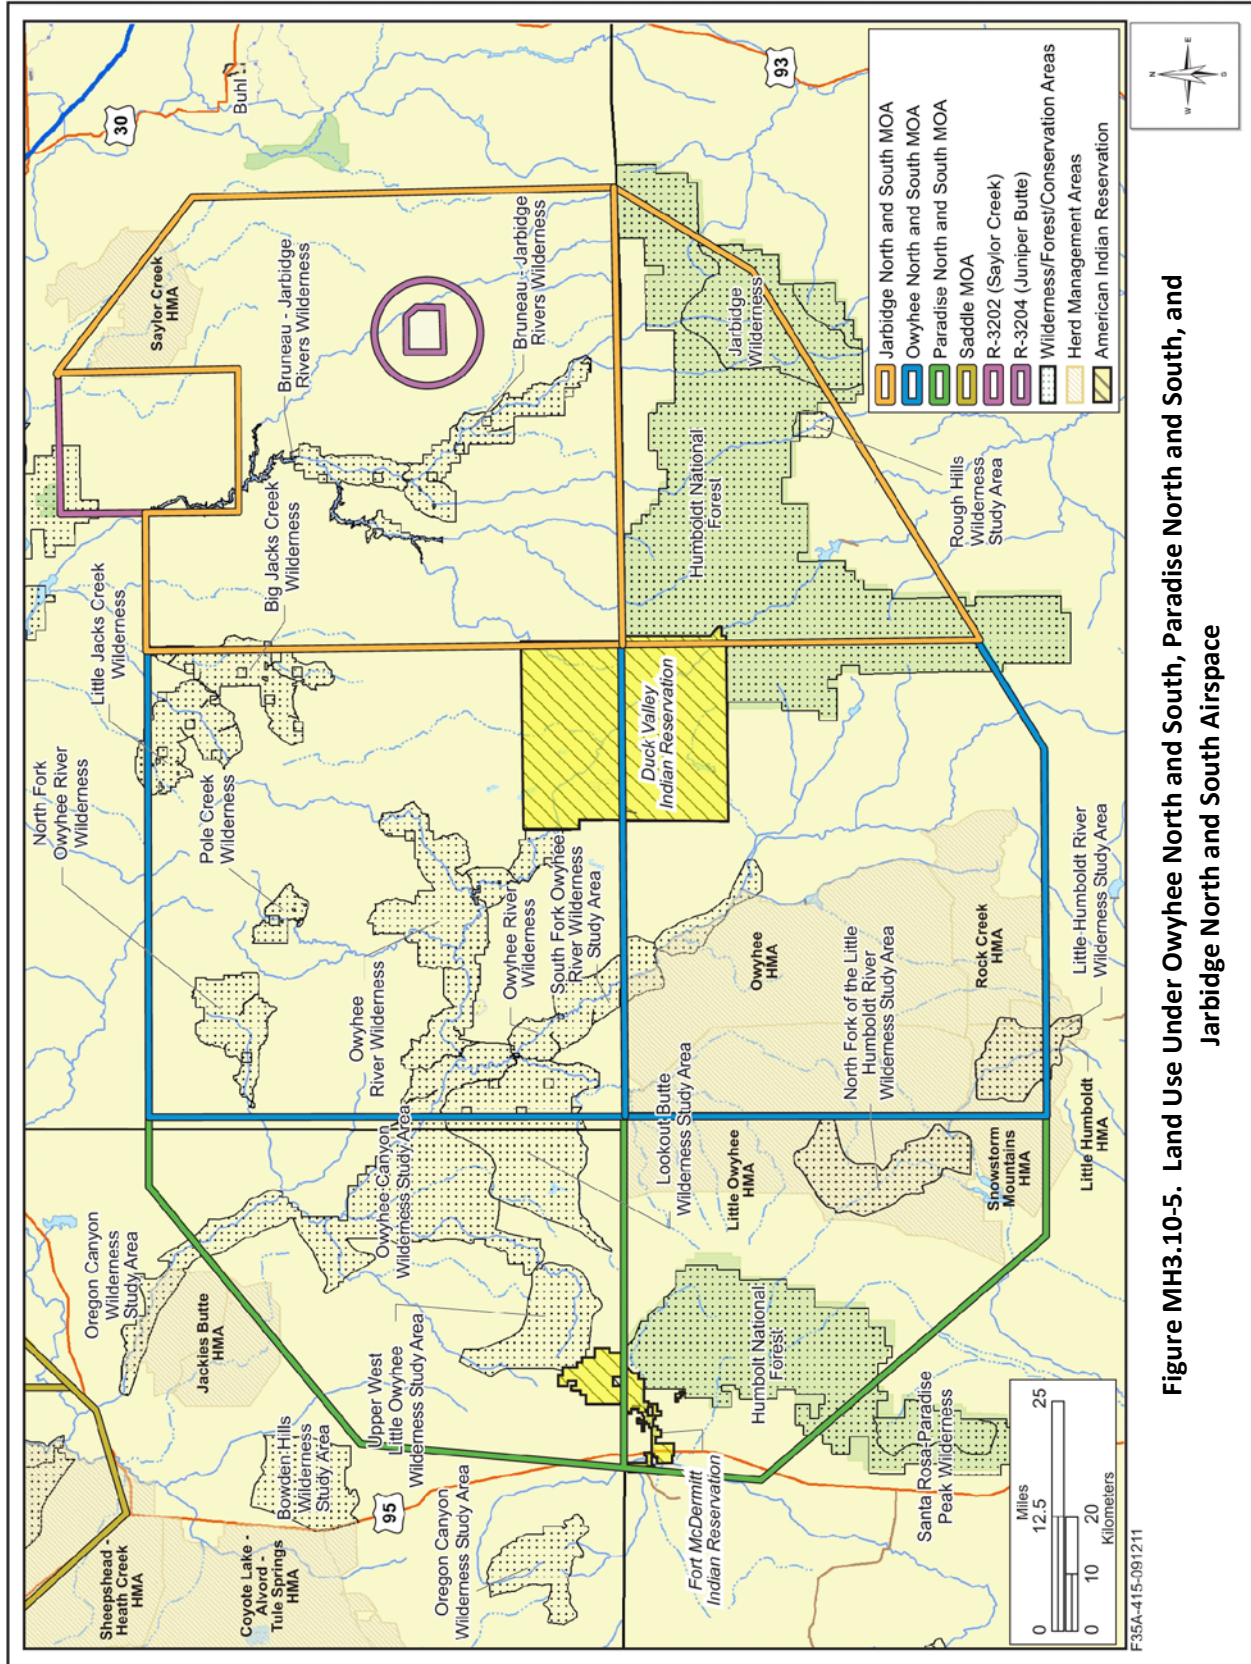 30
Buhl
93
Saylor Creek
HMA
Bruneau - Jarbidge
Rivers Wilderness
Bruneau - Jarbidge
Rivers Wilderness
Little Jacks Creek
Wilderness
Big Jacks Creek
Wilderness
North Fork
Owyhee River
Wilderness
Pole Creek
Wilderness
Owyhee
River Wilderness
Owyhee River
Wilderness
South Fork Owyhee
River Wilderness
Study Area
Duck Valley
Indian Reservation
Humboldt National
Forest
Jarbidge
Wilderness
Rough Hills
Wilderness
Study Area
Owyhee
HMA
Rock Creek
HMA
North Fork of the Little
Humboldt River
Wilderness Study Area
Little Humboldt River
Wilderness Study Area
Little Humboldt
HMA
Snowstorm
Mountains
HMA
Little Owyhee
HMA
Lookout Butte
Wilderness Study Area
Owyhee Canyon
Wilderness Study Area
Oregon Canyon
Wilderness
Study Area
Jackies Butte
HMA
Upper West
Little Owyhee
Wilderness Study Area
Bowden Hills
Wilderness
Study Area
95
Sheepshead -
Heath Creek
HMA
Coyote Lake -
Alvord -
Tule Springs
HMA
Oregon Canyon
Wilderness Study Area
Fort McDermitt
Indian Reservation
Humbolt National
Forest
Santa Rosa-Paradise
Peak Wilderness
Jarbridge North and South MOA
Owyhee North and South MOA
Paradise North and South MOA
Saddle MOA
R-3202 (Saylor Creek)
R-3204 (Juniper Butte)
Wilderness/Forest/Conservation Areas
Herd Management Areas
American Indian Reservation
N
W
E
S
Miles
0 12.5 25
0 10 20
Kilometers
F35A-415-09121
Figure MH3.10-5. Land Use Under Owyhee North and South, Paradise North and South, and
Jarbidge North and South Airspace